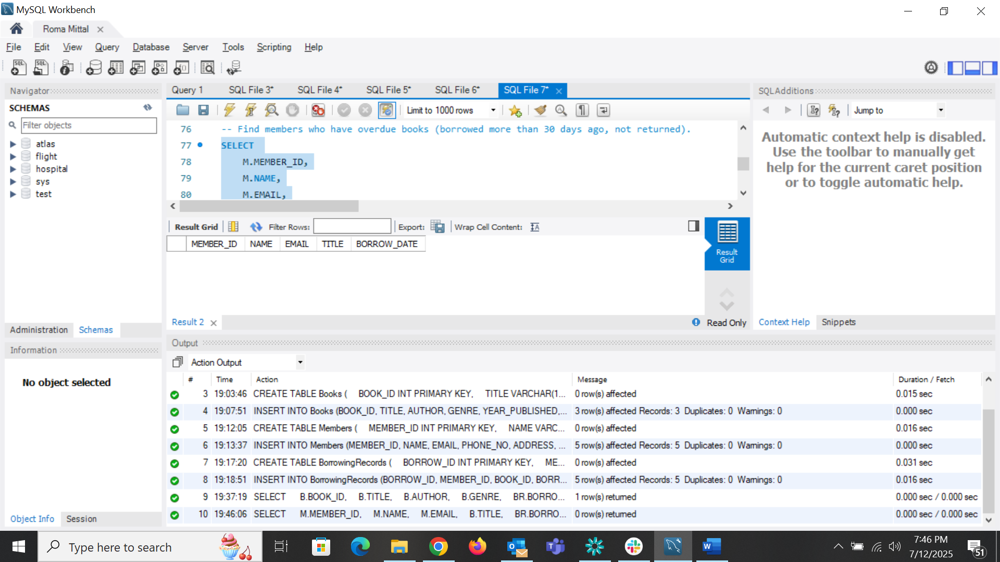 MySQL Workbench
Roma Mittal
File Edit View Query Database Server Tools Scripting Help
Navigator
SCHEMAS
Filter objects
atlas
flight
hospital
sys
test
Administration Schemas
Information
No object selected
Object Info Session
Query 1 SQL File 3* SQL File 4* SQL File 5* SQL File 6* SQL File 7*
Limit to 1000 rows
76 -- Find members who have overdue books (borrowed more than 30 days ago, not returned).
77 SELECT
78 M.MEMBER_ID,
79 M.NAME,
80 M.EMAIL,
Result Grid Filter Rows: Export: Wrap Cell Content:
MEMBER_ID NAME EMAIL TITLE BORROW_DATE
Result Grid
Result 2 Read Only
SQLAdditions
Jump to
Automatic context help is disabled.
Use the toolbar to manually get
help for the current caret position
or to toggle automatic help.
Context Help Snippets
Output
Action Output
# Time Action Message Duration / Fetch
3 19:03:46 CREATE TABLE Books ( BOOK_ID INT PRIMARY KEY, TITLE VARCHAR(1... 0 row(s) affected 0.015 sec
4 19:07:51 INSERT INTO Books (BOOK_ID, TITLE, AUTHOR, GENRE, YEAR_PUBLISHED,... 3 row(s) affected Records: 3 Duplicates: 0 Warnings: 0 0.000 sec
5 19:12:05 CREATE TABLE Members ( MEMBER_ID INT PRIMARY KEY, NAME VARC... 0 row(s) affected 0.016 sec
6 19:13:37 INSERT INTO Members (MEMBER_ID, NAME, EMAIL, PHONE_NO, ADDRESS, ... 5 row(s) affected Records: 5 Duplicates: 0 Warnings: 0 0.000 sec
7 19:17:20 CREATE TABLE BorrowingRecords ( BORROW_ID INT PRIMARY KEY, ME... 0 row(s) affected 0.031 sec
8 19:18:51 INSERT INTO BorrowingRecords (BORROW_ID, MEMBER_ID, BOOK_ID, BORR... 5 row(s) affected Records: 5 Duplicates: 0 Warnings: 0 0.016 sec
9 19:37:19 SELECT B.BOOK_ID, B.TITLE, B.AUTHOR, B.GENRE, BR.BORRO... 1 row(s) returned 0.000 sec / 0.000 sec
10 19:46:06 SELECT M.MEMBER_ID, M.NAME, M.EMAIL, B.TITLE, BR.BORRO... 0 row(s) returned 0.000 sec / 0.000 sec
Type here to search
7:46 PM
7/12/2025
51